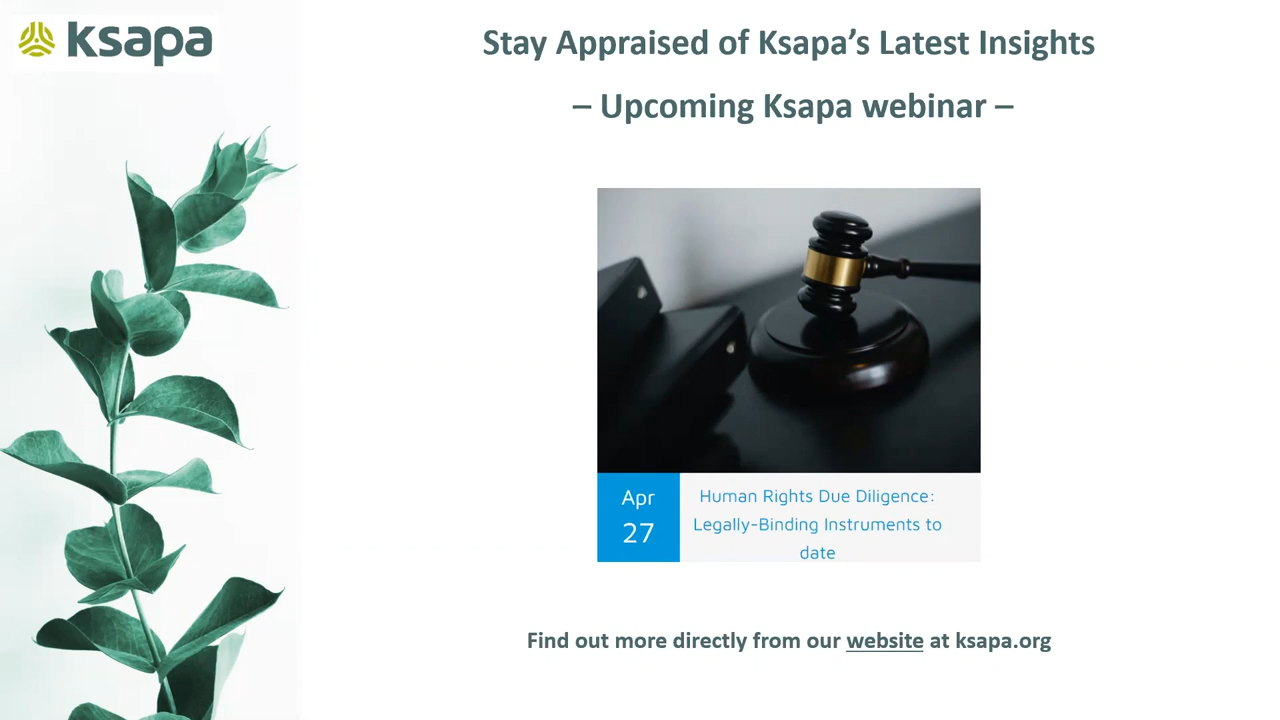 ksapa
Stay Appraised of Ksapa's Latest Insights
– Upcoming Ksapa webinar –
Apr
27
Human Rights Due Diligence:
Legally-Binding Instruments to
date
Find out more directly from our website at ksapa.org